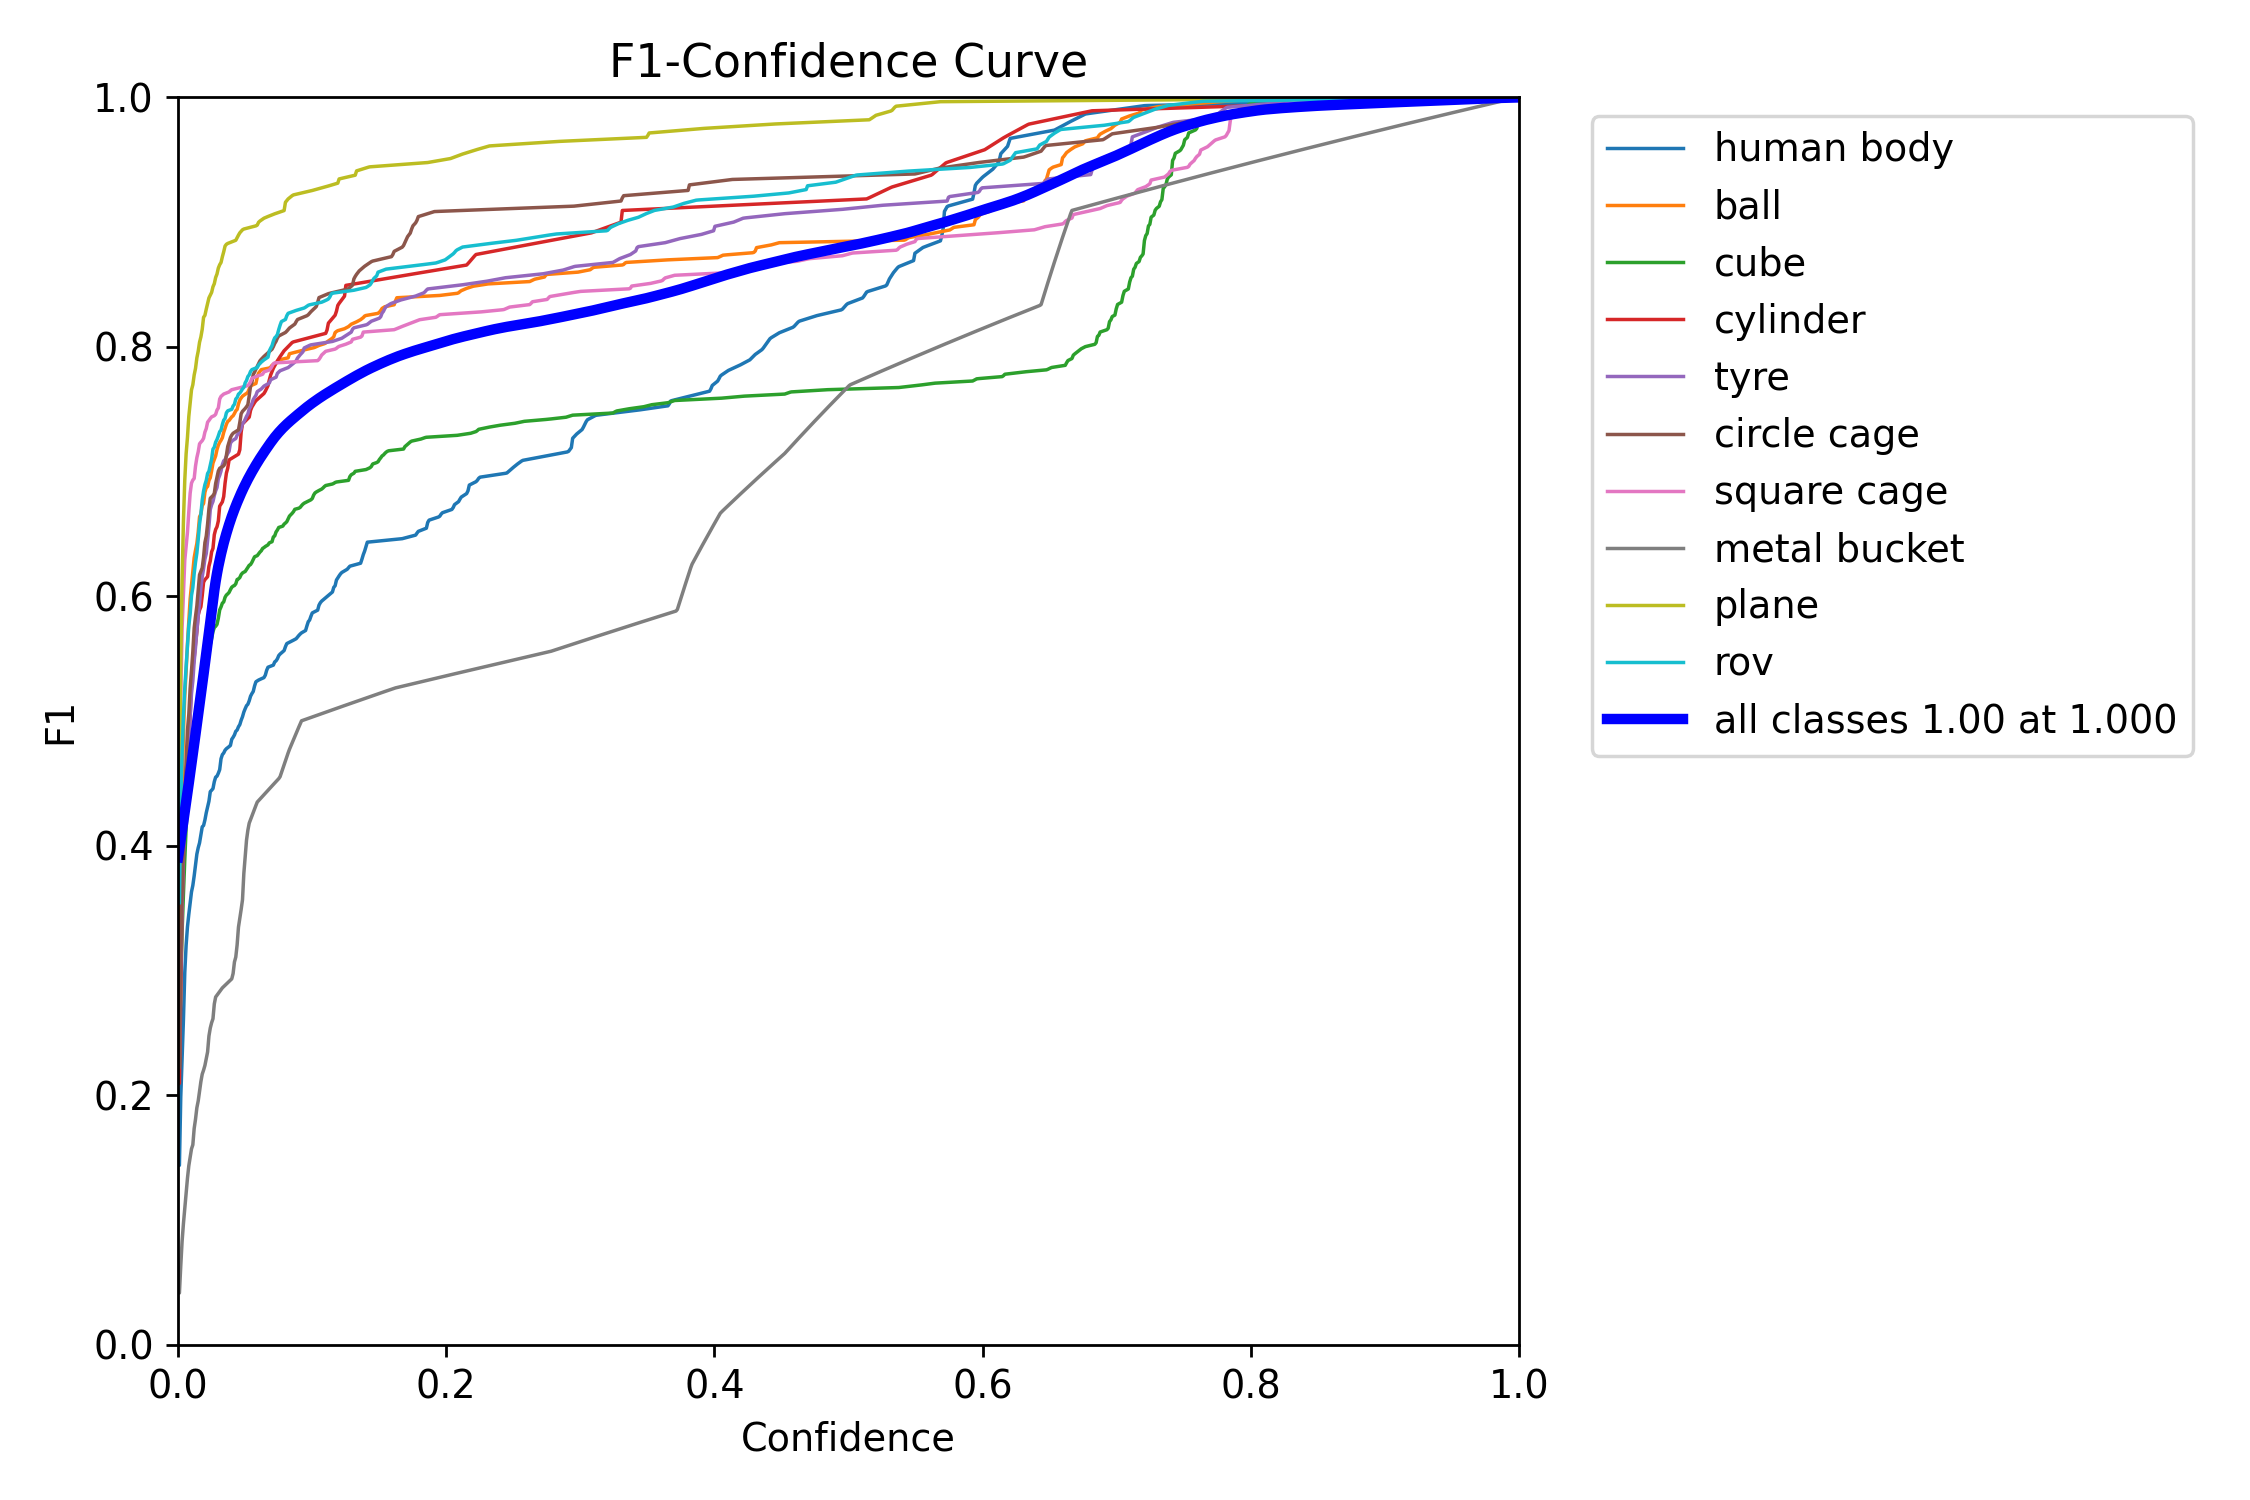 F1-Confidence Curve
1.0
0.8
0.6
0.4
0.2
0.0
F1
0.0 0.2 0.4 0.6 0.8 1.0
Confidence
human body
ball
cube
cylinder
tyre
circle cage
square cage
metal bucket
plane
rov
all classes 1.00 at 1.000